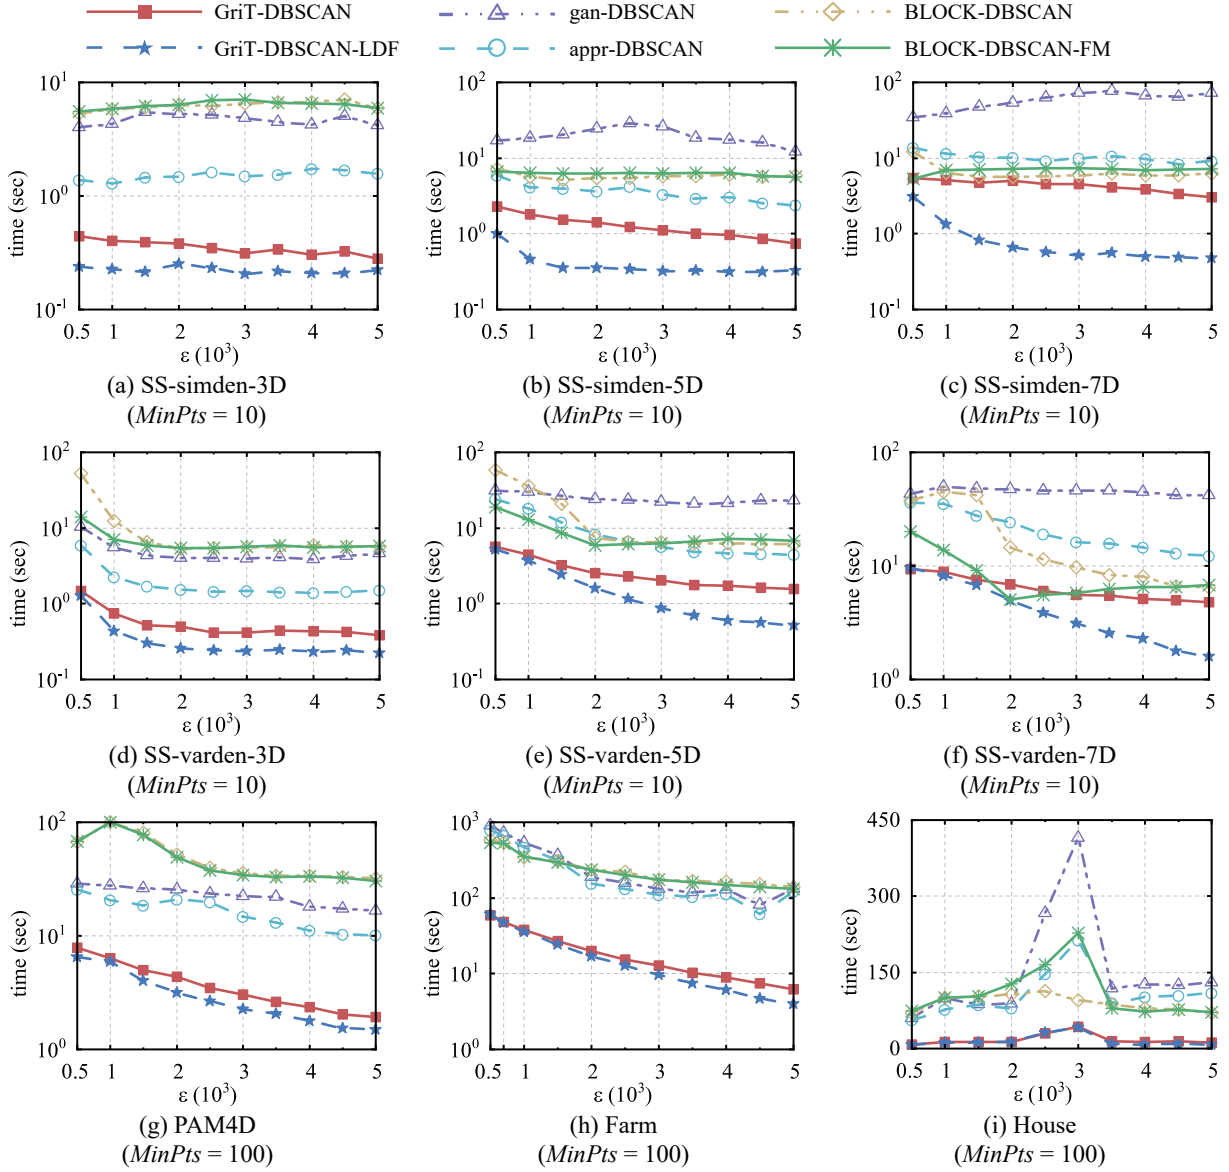 GriT-DBSCAN gan-DBSCAN BLOCK-DBSCAN
GriT-DBSCAN-LDF appr-DBSCAN BLOCK-DBSCAN-FM
10^1
10^0
10^-1
time (sec)
0.5 1 2 3 4 5
ε (10^3)
(a) SS-simden-3D
(MinPts = 10)
10^2
10^1
10^0
10^-1
time (sec)
0.5 1 2 3 4 5
ε (10^3)
(b) SS-simden-5D
(MinPts = 10)
10^2
10^1
10^0
10^-1
time (sec)
0.5 1 2 3 4 5
ε (10^3)
(c) SS-simden-7D
(MinPts = 10)
10^2
10^1
10^0
10^-1
time (sec)
0.5 1 2 3 4 5
ε (10^3)
(d) SS-varden-3D
(MinPts = 10)
10^2
10^1
10^0
10^-1
time (sec)
0.5 1 2 3 4 5
ε (10^3)
(e) SS-varden-5D
(MinPts = 10)
10^2
10^1
10^0
time (sec)
0.5 1 2 3 4 5
ε (10^3)
(f) SS-varden-7D
(MinPts = 10)
10^2
10^1
10^0
time (sec)
0.5 1 2 3 4 5
ε (10^3)
(g) PAM4D
(MinPts = 100)
10^3
10^2
10^1
10^0
time (sec)
0.5 1 2 3 4 5
ε (10^3)
(h) Farm
(MinPts = 100)
450
300
150
0
time (sec)
0.5 1 2 3 4 5
ε (10^3)
(i) House
(MinPts = 100)